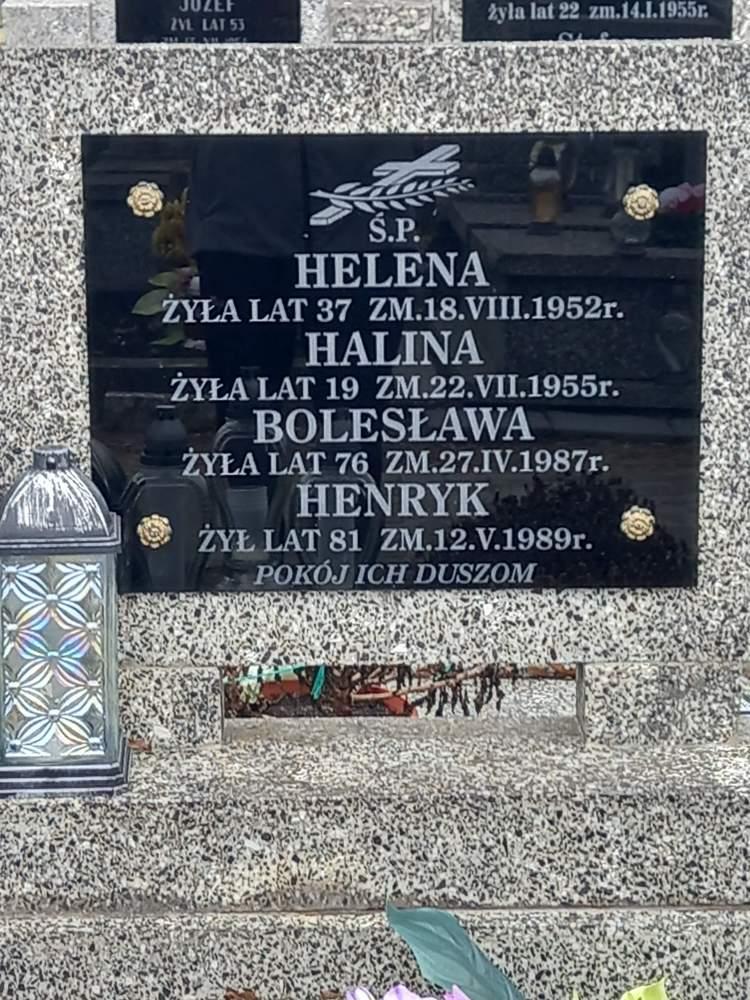 JÓZEF
ŻYŁ LAT 53
żyła lat 22 zm.14.I.1955r.
Ś.P.
HELENA
ŻYŁA LAT 37 ZM.18.VIII.1952r.
HALINA
ŻYŁA LAT 19 ZM.22.VII.1955r.
BOLESŁAWA
ŻYŁA LAT 76 ZM.27.IV.1987r.
HENRYK
ŻYŁ LAT 81 ZM.12.V.1989r.
POKÓJ ICH DUSZOM